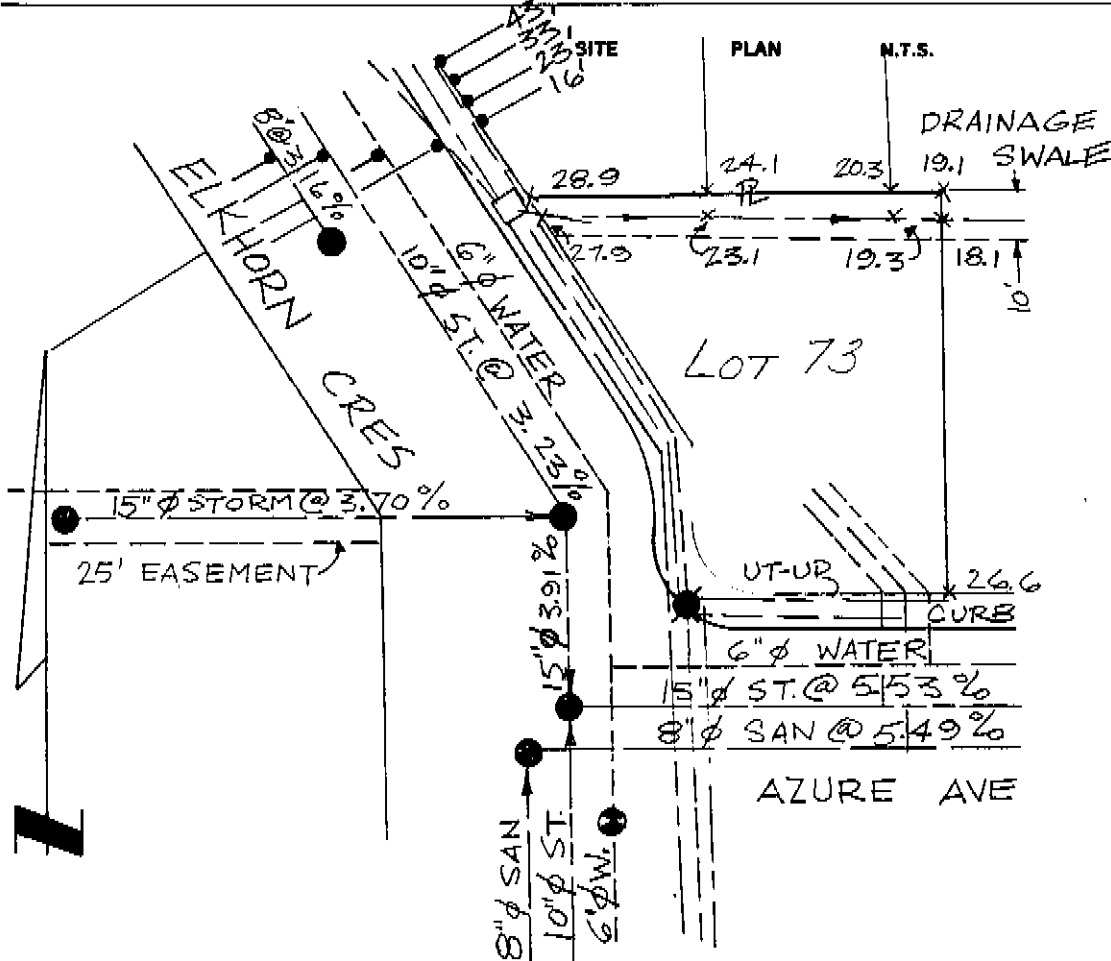 SITE PLAN N.T.S.
43'
33'
23'
16'
DRAINAGE
SWALE
28.9 24.1 20.3 19.1
PL
27.9 23.1 19.3 18.1
10'
8"@3.6%
ELKHORN CRES
10"ø ST. @ 3.23%
6"ø WATER
LOT 73
15"ø STORM @ 3.70%
25' EASEMENT
15"ø 3.91%
UT-UP
26.6
CURB
6"ø WATER
15"ø ST. @ 5.53%
8"ø SAN @ 5.49%
AZURE AVE
8"ø SAN
10"ø ST.
6"øW.